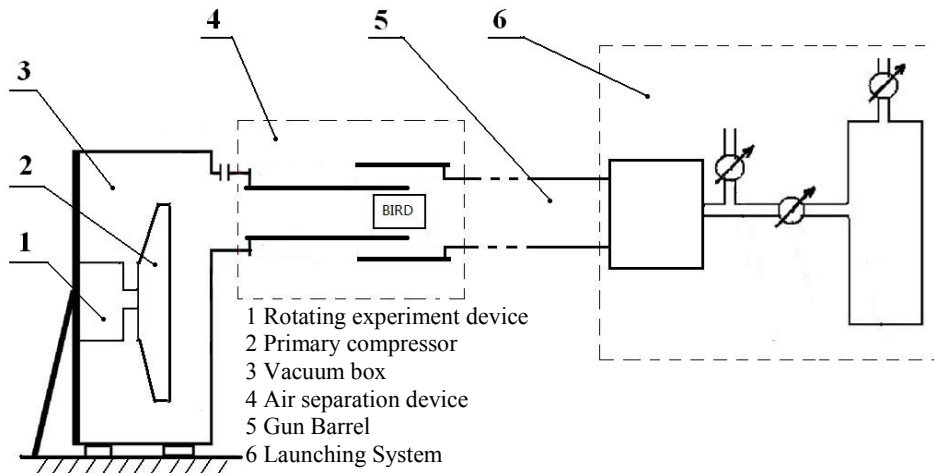 4
5
6
3
2
1
BIRD
1 Rotating experiment device
2 Primary compressor
3 Vacuum box
4 Air separation device
5 Gun Barrel
6 Launching System